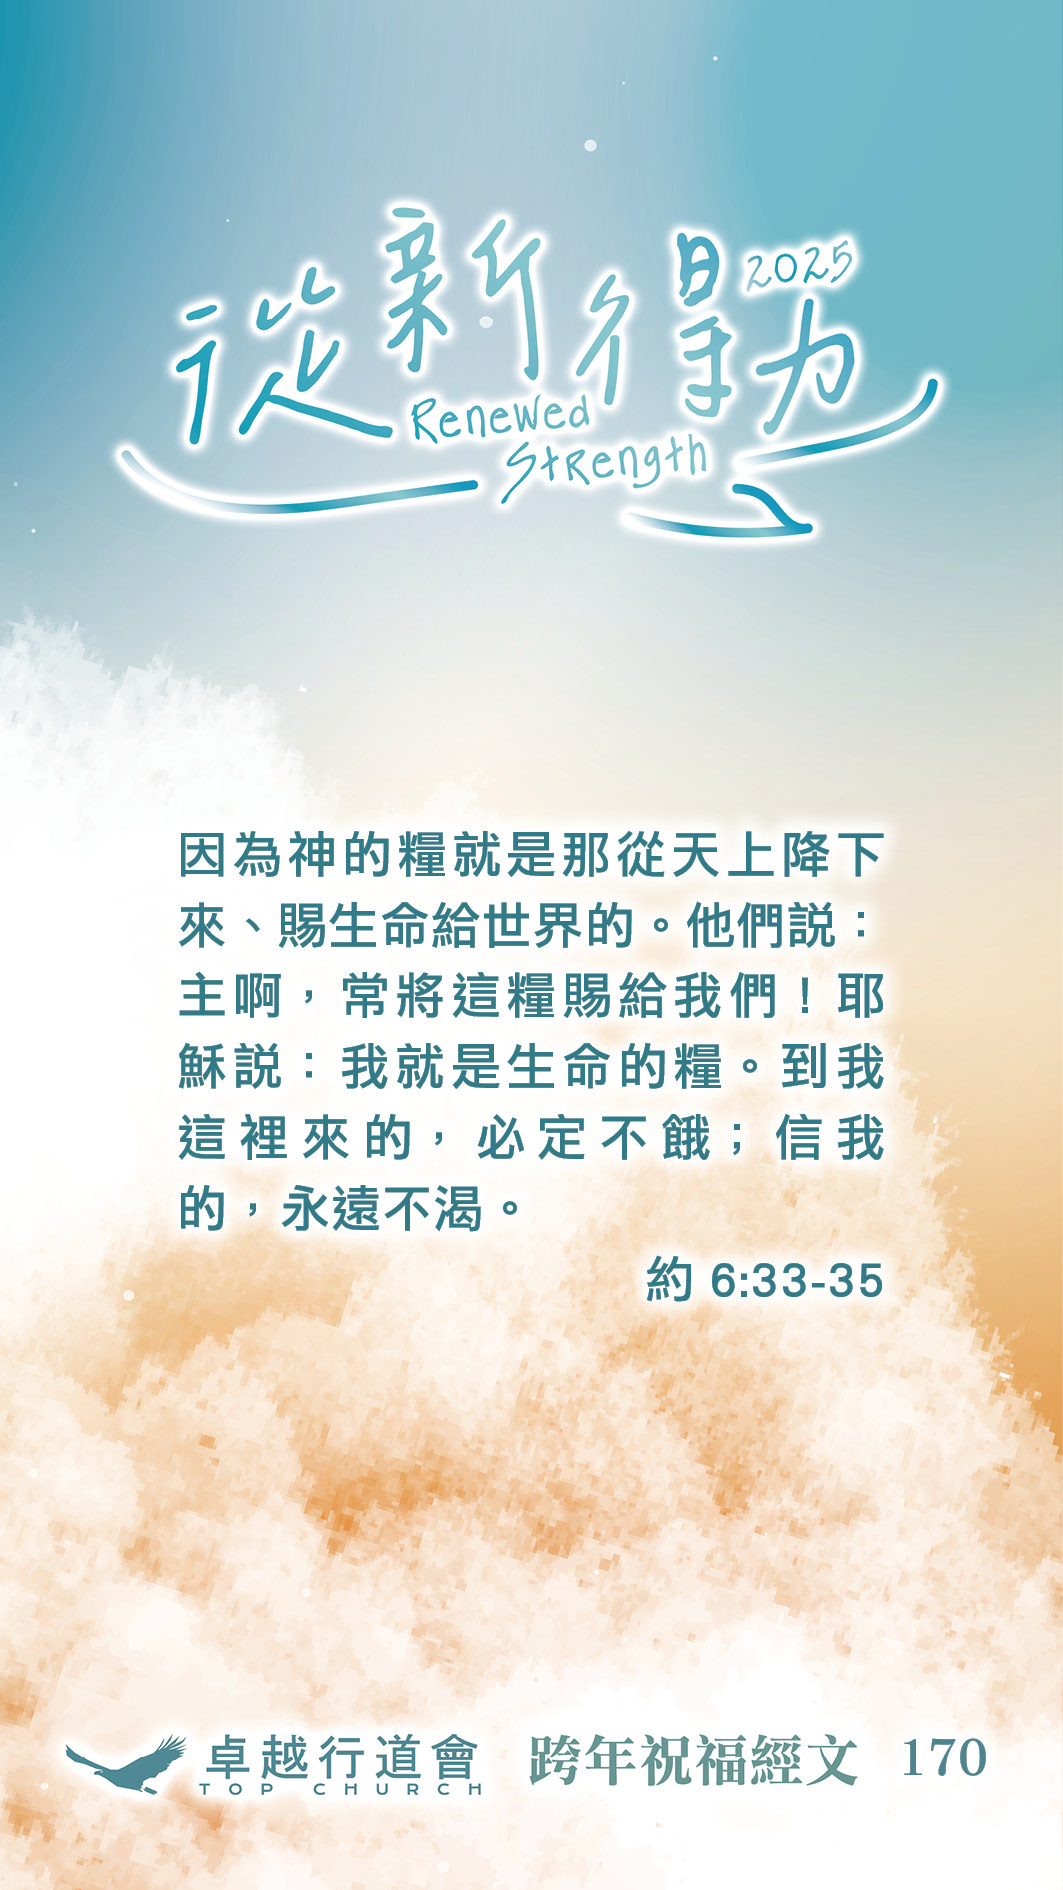 從新得力 2025
Renewed
Strength
因為神的糧就是那從天上降下
來、賜生命給世界的。他們説：
主啊，常將這糧賜給我們！耶
穌説：我就是生命的糧。到我
這裡來的，必定不餓；信我
的，永遠不渴。
約 6:33-35
卓越行道會 跨年祝福經文 170
TOP CHURCH